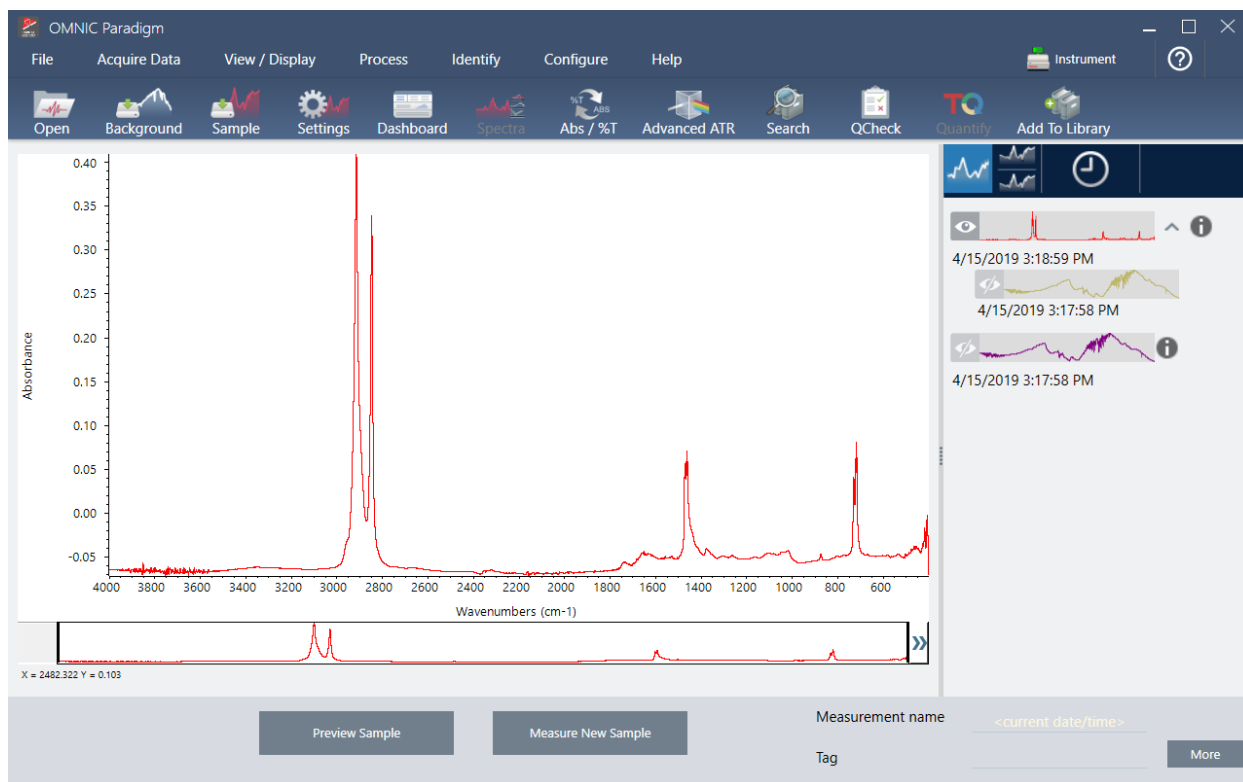 OMNIC Paradigm
File Acquire Data View / Display Process Identify Configure Help Instrument ?
%T ABS TQ
Open Background Sample Settings Dashboard Spectra Abs / %T Advanced ATR Search QCheck Quantify Add To Library
0.40
0.35
0.30
0.25
0.20
0.15
0.10
0.05
0.00
-0.05
Absorbance
4000 3800 3600 3400 3200 3000 2800 2600 2400 2200 2000 1800 1600 1400 1200 1000 800 600
Wavenumbers (cm-1)
X = 2482.322 Y = 0.103
4/15/2019 3:18:59 PM
4/15/2019 3:17:58 PM
4/15/2019 3:17:58 PM
Preview Sample Measure New Sample
Measurement name <current date/time>
Tag
More